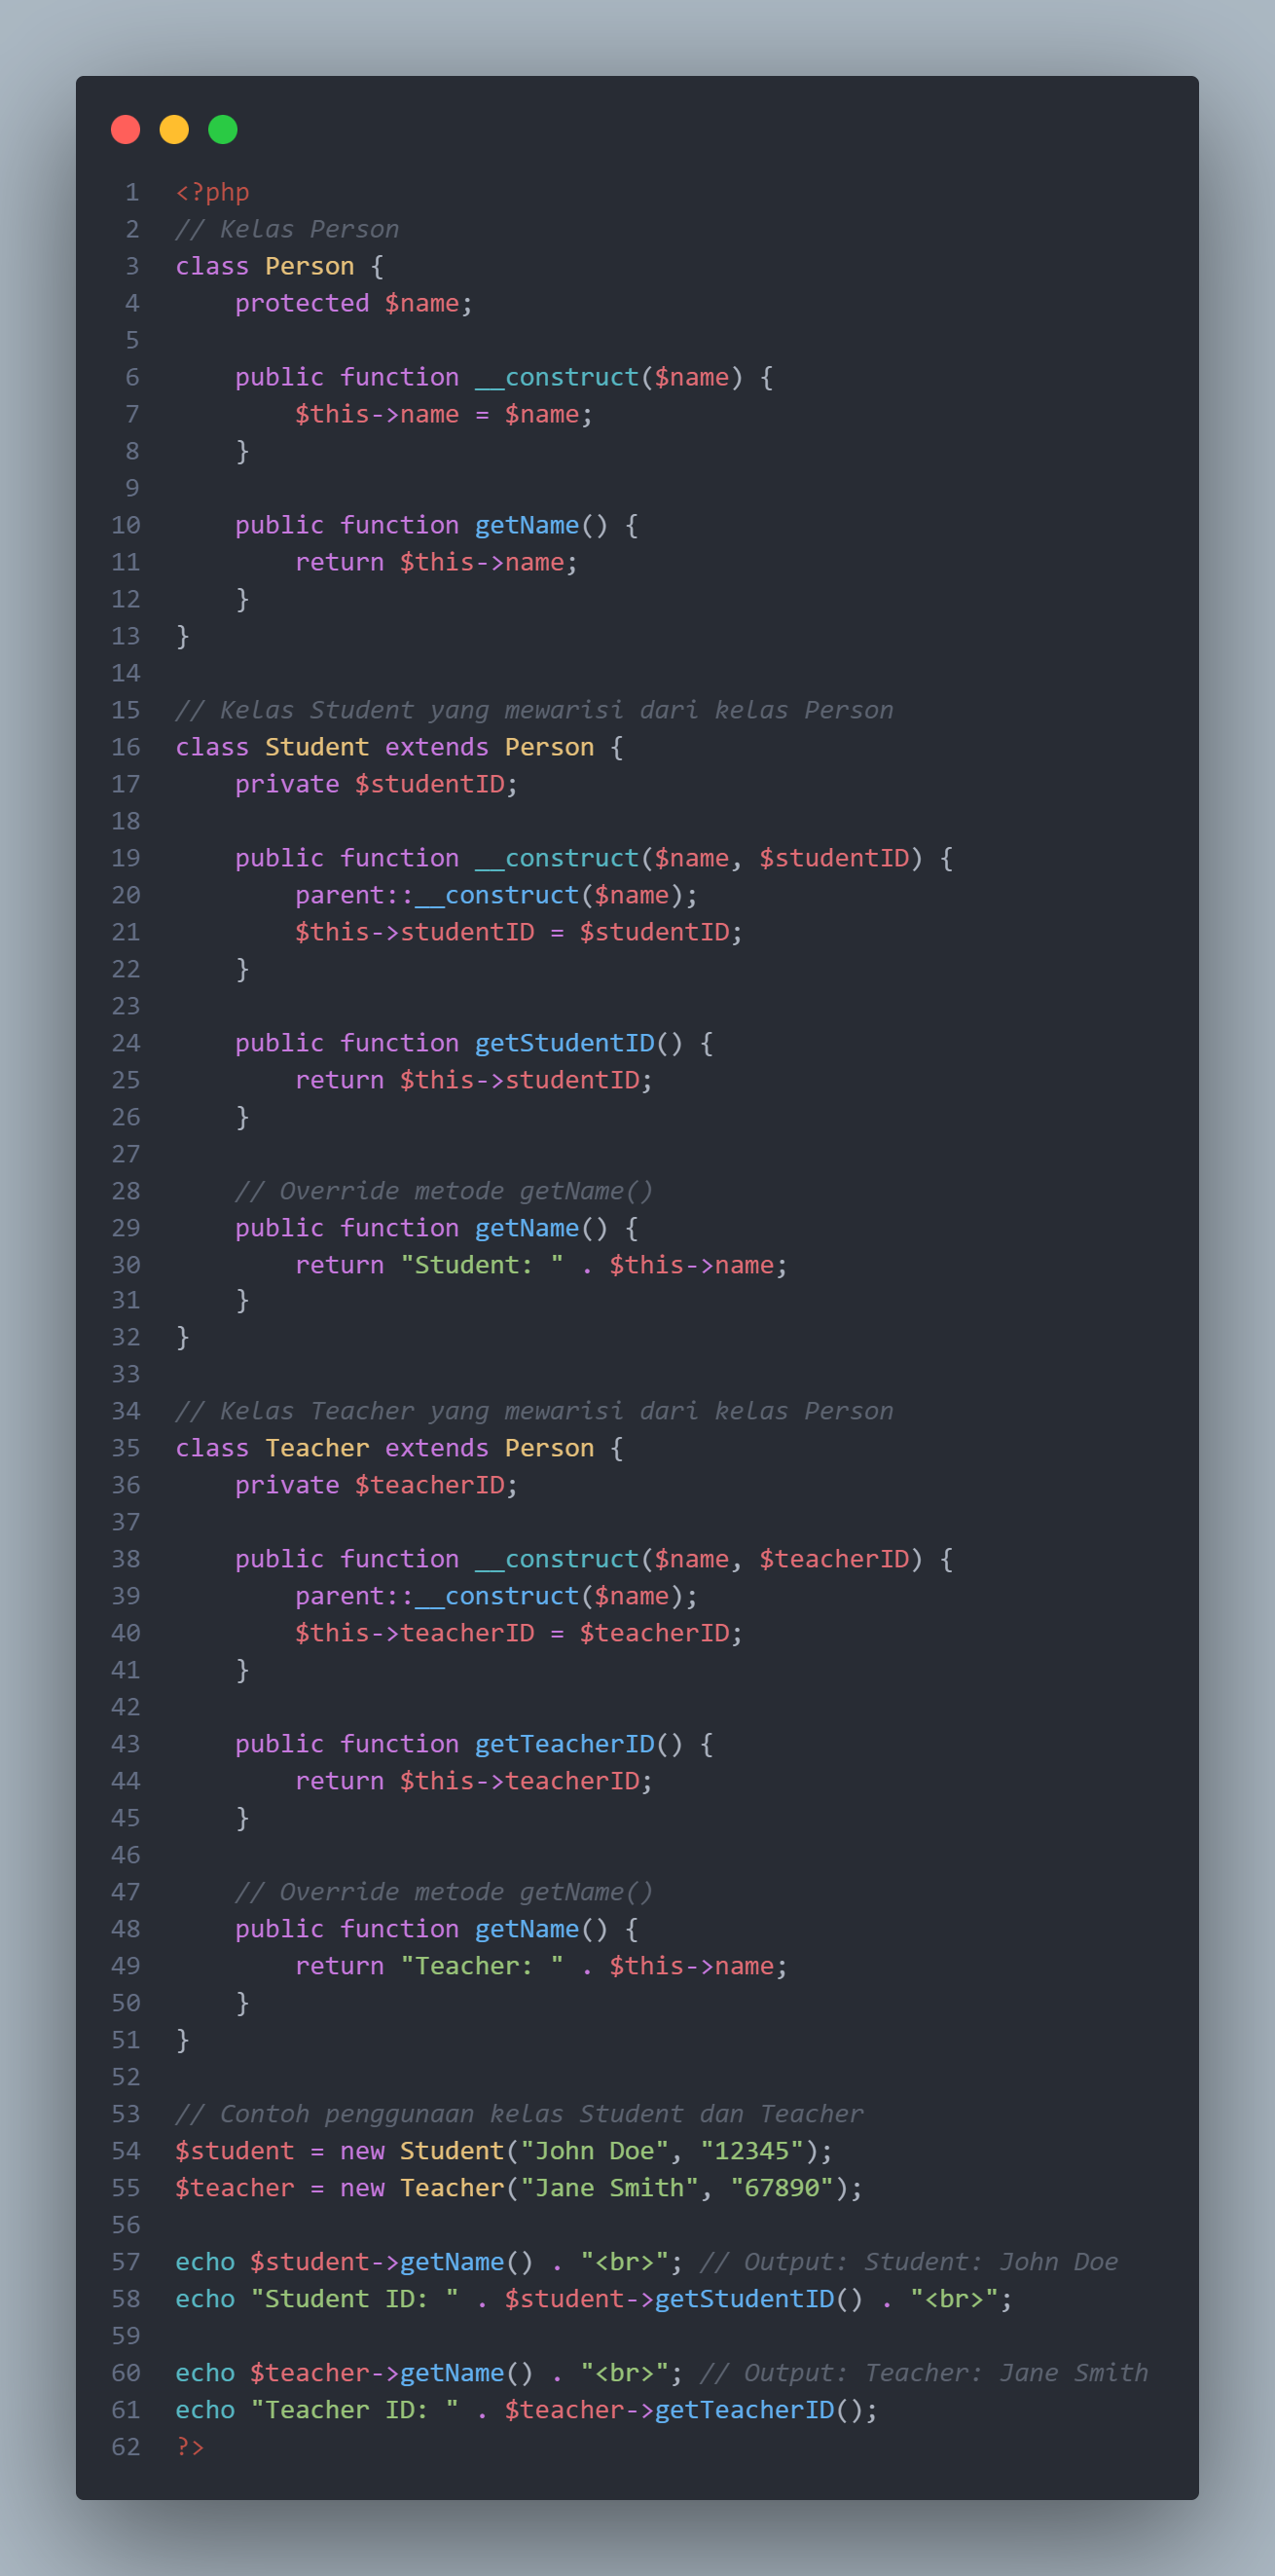 1 <?php
2 // Kelas Person
3 class Person {
4     protected $name;
5
6     public function __construct($name) {
7         $this->name = $name;
8     }
9
10     public function getName() {
11         return $this->name;
12     }
13 }
14
15 // Kelas Student yang mewarisi dari kelas Person
16 class Student extends Person {
17     private $studentID;
18
19     public function __construct($name, $studentID) {
20         parent::__construct($name);
21         $this->studentID = $studentID;
22     }
23
24     public function getStudentID() {
25         return $this->studentID;
26     }
27
28     // Override metode getName()
29     public function getName() {
30         return "Student: " . $this->name;
31     }
32 }
33
34 // Kelas Teacher yang mewarisi dari kelas Person
35 class Teacher extends Person {
36     private $teacherID;
37
38     public function __construct($name, $teacherID) {
39         parent::__construct($name);
40         $this->teacherID = $teacherID;
41     }
42
43     public function getTeacherID() {
44         return $this->teacherID;
45     }
46
47     // Override metode getName()
48     public function getName() {
49         return "Teacher: " . $this->name;
50     }
51 }
52
53 // Contoh penggunaan kelas Student dan Teacher
54 $student = new Student("John Doe", "12345");
55 $teacher = new Teacher("Jane Smith", "67890");
56
57 echo $student->getName() . "<br>"; // Output: Student: John Doe
58 echo "Student ID: " . $student->getStudentID() . "<br>";
59
60 echo $teacher->getName() . "<br>"; // Output: Teacher: Jane Smith
61 echo "Teacher ID: " . $teacher->getTeacherID();
62 ?>